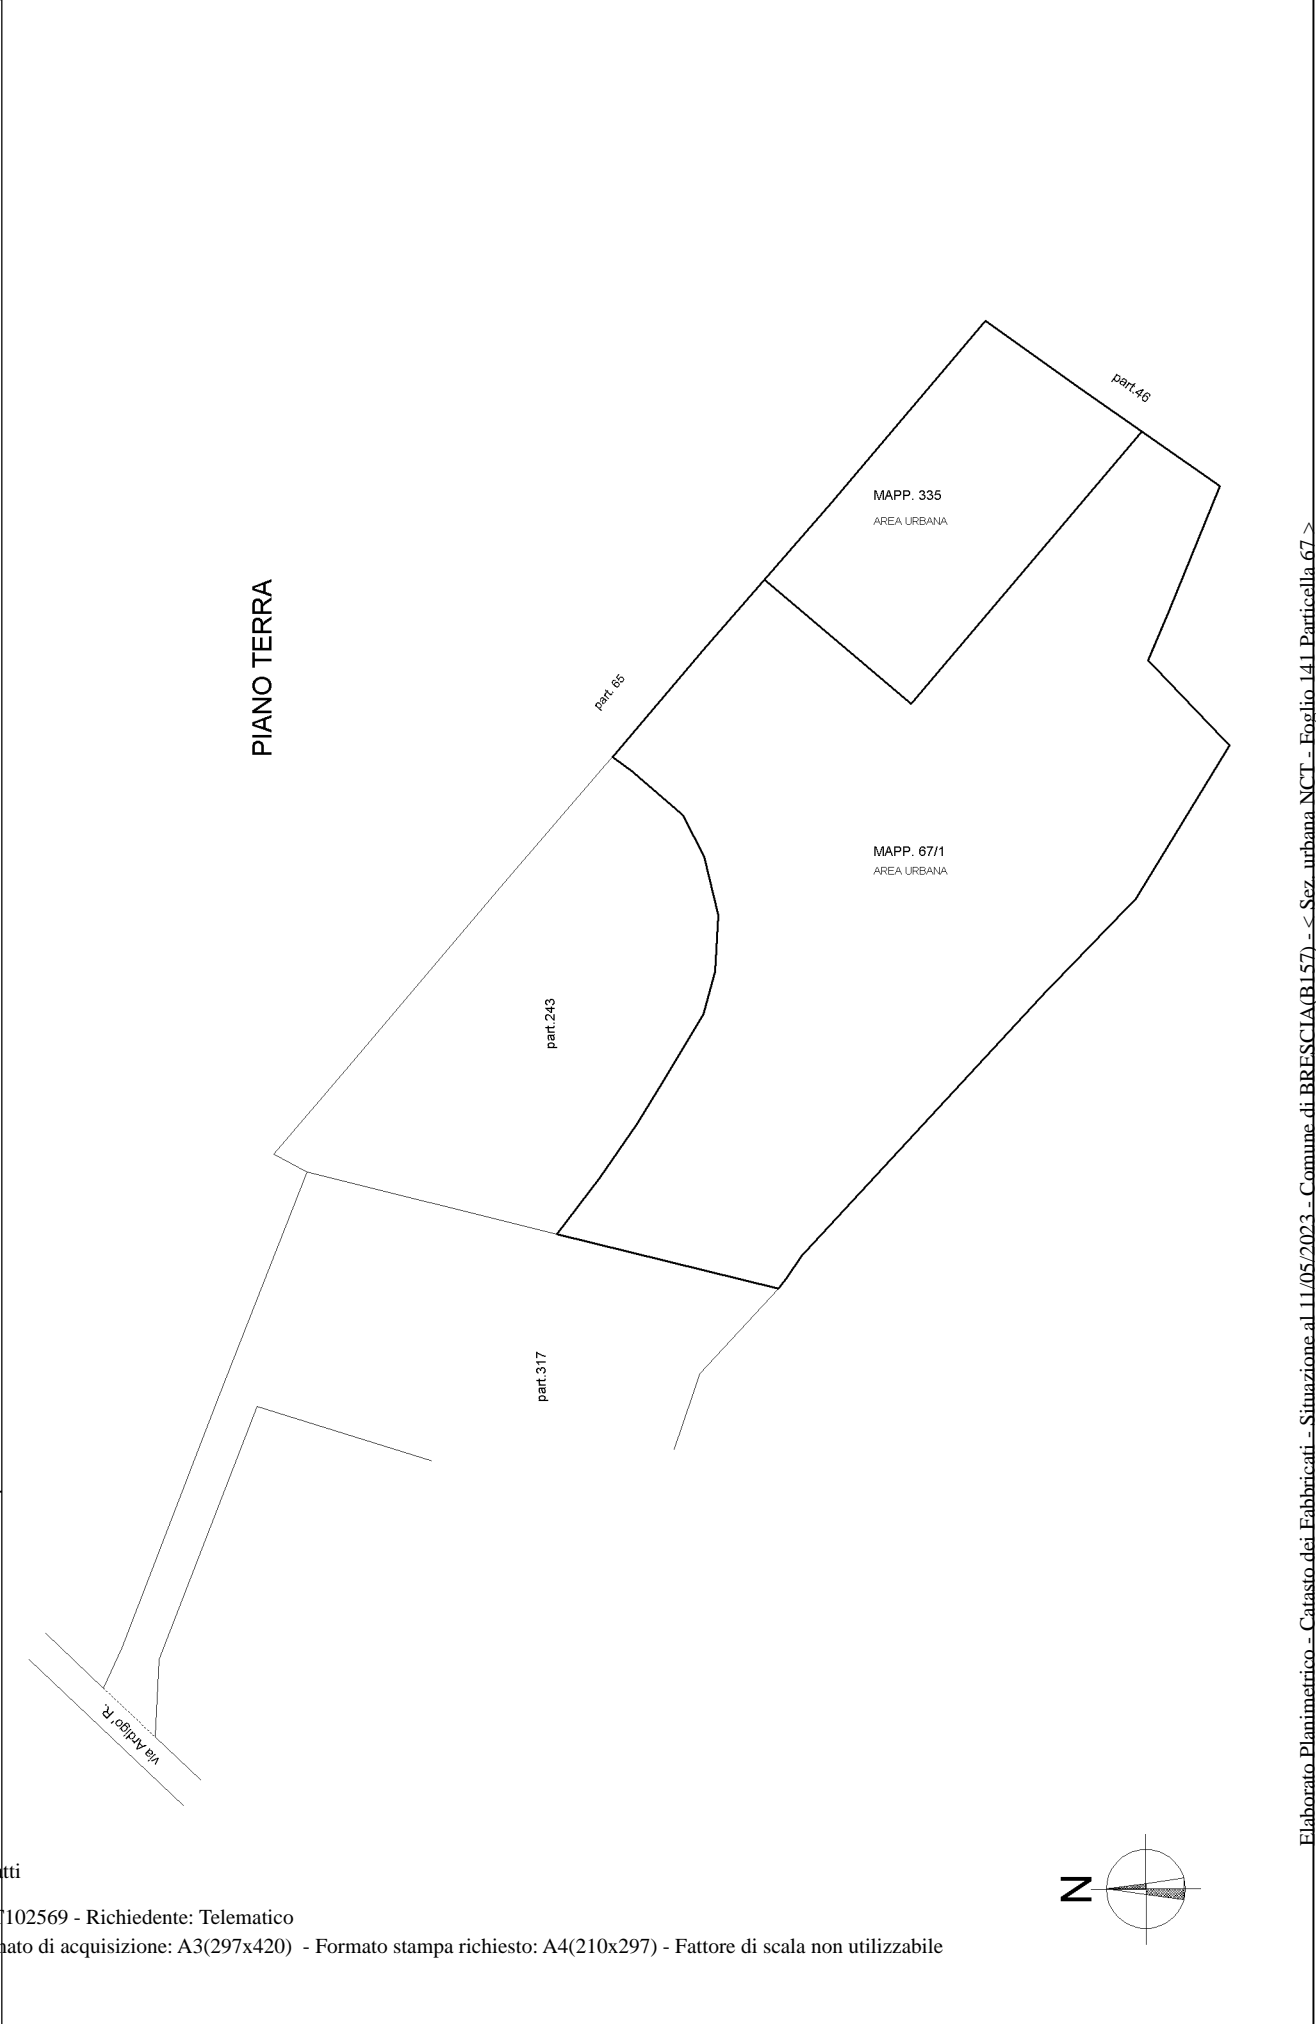 part.46
MAPP. 335
AREA URBANA
PIANO TERRA
part. 65
MAPP. 67/1
AREA URBANA
part.243
part.317
via Ardigo' R.
N
tti
102569 - Richiedente: Telematico
ato di acquisizione: A3(297x420) - Formato stampa richiesto: A4(210x297) - Fattore di scala non utilizzabile
Elaborato Planimetrico - Catasto dei Fabbricati - Situazione al 11/05/2023 - Comune di BRESCIA(B157) - < Sez. urbana NCT - Foglio 141 Particella 67 >